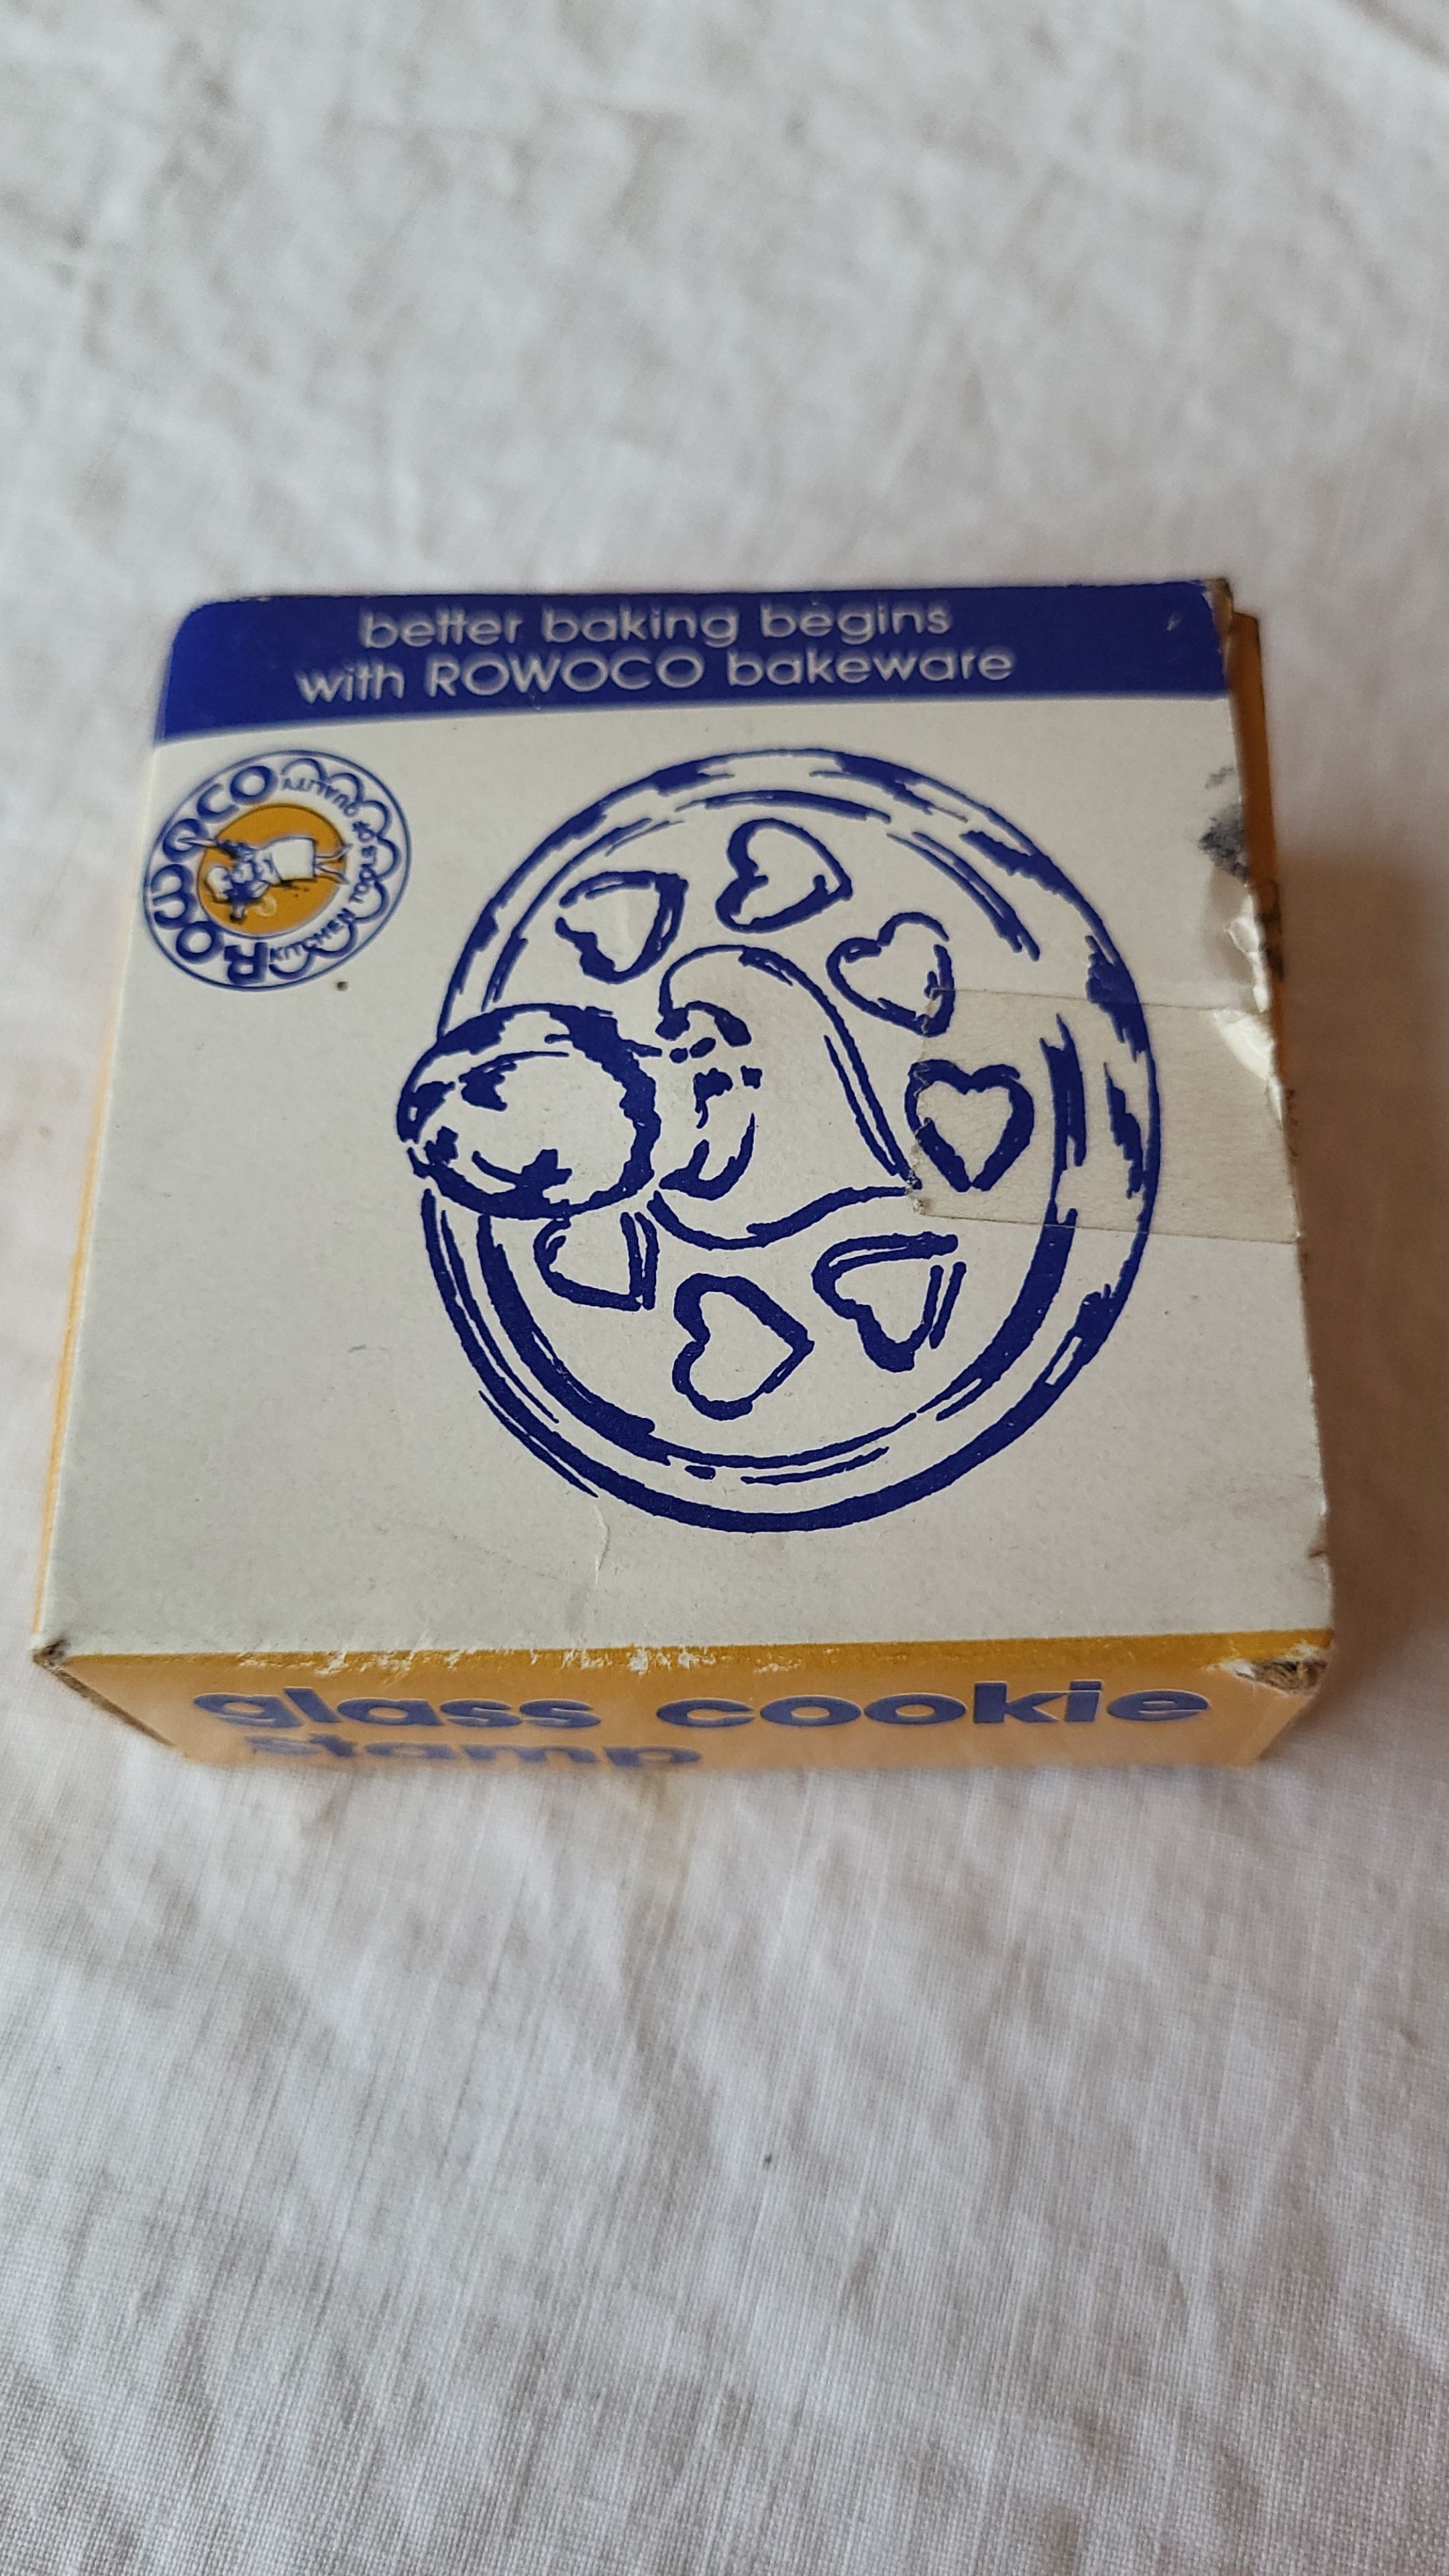 better baking begins
with ROWOCO bakeware
ROWOCO
KITCHEN TOOLS OF QUALITY
glass cookie
stamp